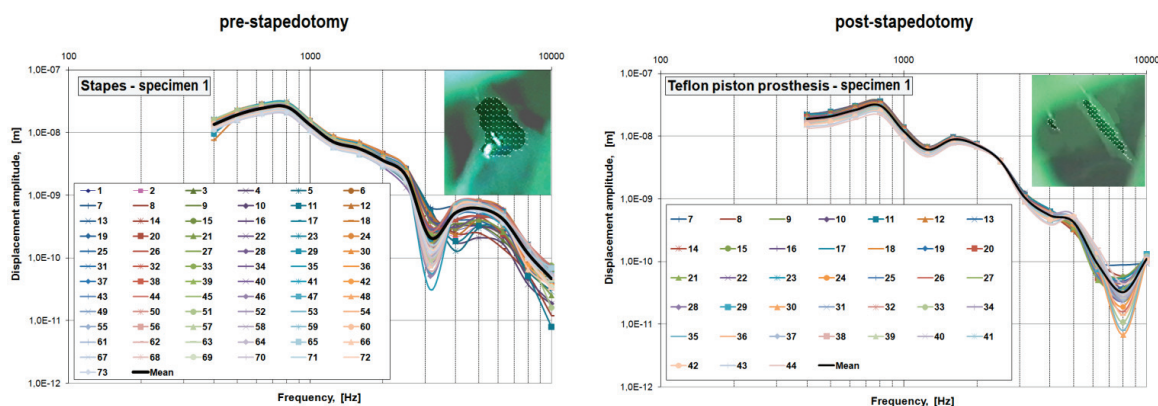 pre-stapedotomy
100 1000 10000
1,0E-07
Stapes - specimen 1
1,0E-08
1,0E-09
1,0E-10
1,0E-11
1,0E-12
Displacement amplitude, [m]
1 2 3 4 5 6
7 8 9 10 11 12
13 14 15 16 17 18
19 20 21 22 23 24
25 26 27 28 29 30
31 32 33 34 35 36
37 38 39 40 41 42
43 44 45 46 47 48
49 50 51 52 53 54
55 56 57 58 59 60
61 62 63 64 65 66
67 68 69 70 71 72
73 Mean
Frequency, [Hz]
post-stapedotomy
100 1000 10000
1,0E-07
Teflon piston prosthesis - specimen 1
1,0E-08
1,0E-09
1,0E-10
1,0E-11
1,0E-12
Displacement amplitude, [m]
7 8 9 10 11 12 13
14 15 16 17 18 19 20
21 22 23 24 25 26 27
28 29 30 31 32 33 34
35 36 37 38 39 40 41
42 43 44 Mean
Frequency, [Hz]